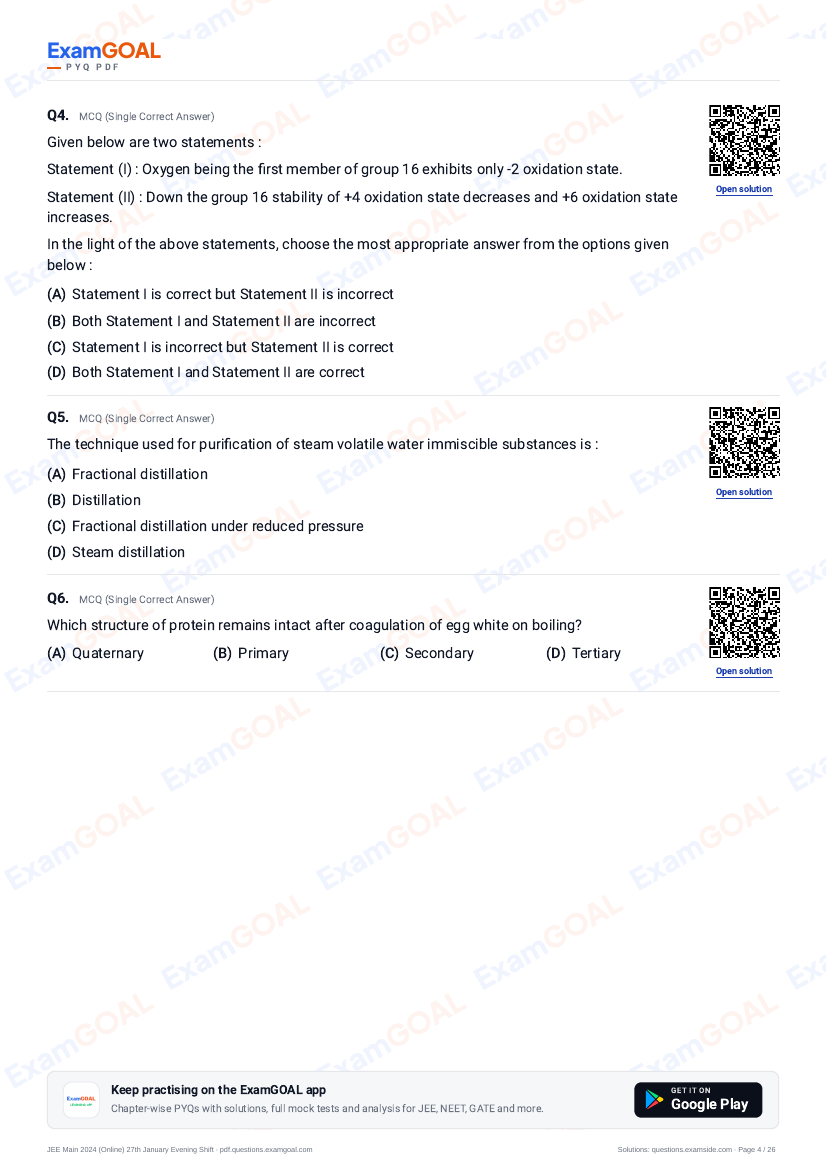 ExamGOAL
PYQ PDF
Q4. MCQ (Single Correct Answer)
Given below are two statements :
Statement (I) : Oxygen being the first member of group 16 exhibits only -2 oxidation state.
Statement (II) : Down the group 16 stability of +4 oxidation state decreases and +6 oxidation state
increases.
In the light of the above statements, choose the most appropriate answer from the options given
below :
(A) Statement I is correct but Statement II is incorrect
(B) Both Statement I and Statement II are incorrect
(C) Statement I is incorrect but Statement II is correct
(D) Both Statement I and Statement II are correct
Open solution
Q5. MCQ (Single Correct Answer)
The technique used for purification of steam volatile water immiscible substances is :
(A) Fractional distillation
(B) Distillation
(C) Fractional distillation under reduced pressure
(D) Steam distillation
Open solution
Q6. MCQ (Single Correct Answer)
Which structure of protein remains intact after coagulation of egg white on boiling?
(A) Quaternary (B) Primary (C) Secondary (D) Tertiary
Open solution
ExamGOAL
Keep practising on the ExamGOAL app
Chapter-wise PYQs with solutions, full mock tests and analysis for JEE, NEET, GATE and more.
GET IT ON
Google Play
JEE Main 2024 (Online) 27th January Evening Shift · pdf.questions.examgoal.com
Solutions: questions.examside.com · Page 4 / 26